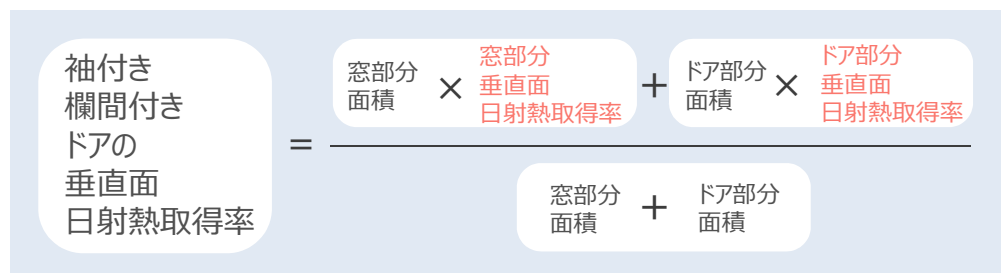 袖付き
欄間付き
ドアの
垂直面
日射熱取得率
=
窓部分
面積
×
窓部分
垂直面
日射熱取得率
+
ドア部分
面積
×
ドア部分
垂直面
日射熱取得率
窓部分
面積
+
ドア部分
面積